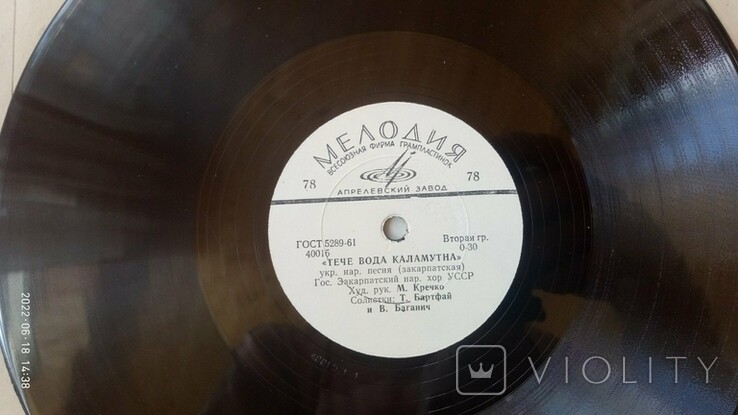 МЕЛОДИЯ
ВСЕСОЮЗНАЯ ФИРМА ГРАМПЛАСТИНОК
78 78
АПРЕЛЕВСКИЙ ЗАВОД
ГОСТ 5289-61 Вторая гр.
40016 0-30
«ТЕЧЕ ВОДА КАЛАМУТНА»
укр. нар. песня (закарпатская)
Гос. Закарпатский нар. хор УССР
Худ. рук. М. Кречко
Солистки: Т. Бартфай
и В. Баганич
2022-06-18 14:38
VIOLITY